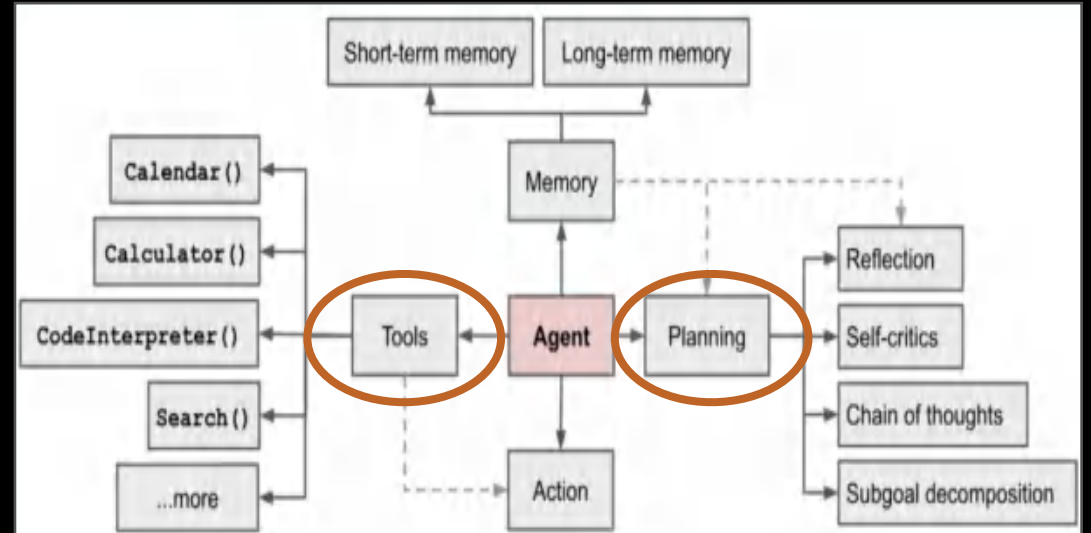 Short-term memory
Long-term memory
Calendar()
Memory
Calculator()
Reflection
CodeInterpreter()
Tools
Agent
Planning
Self-critics
Search()
Chain of thoughts
...more
Action
Subgoal decomposition